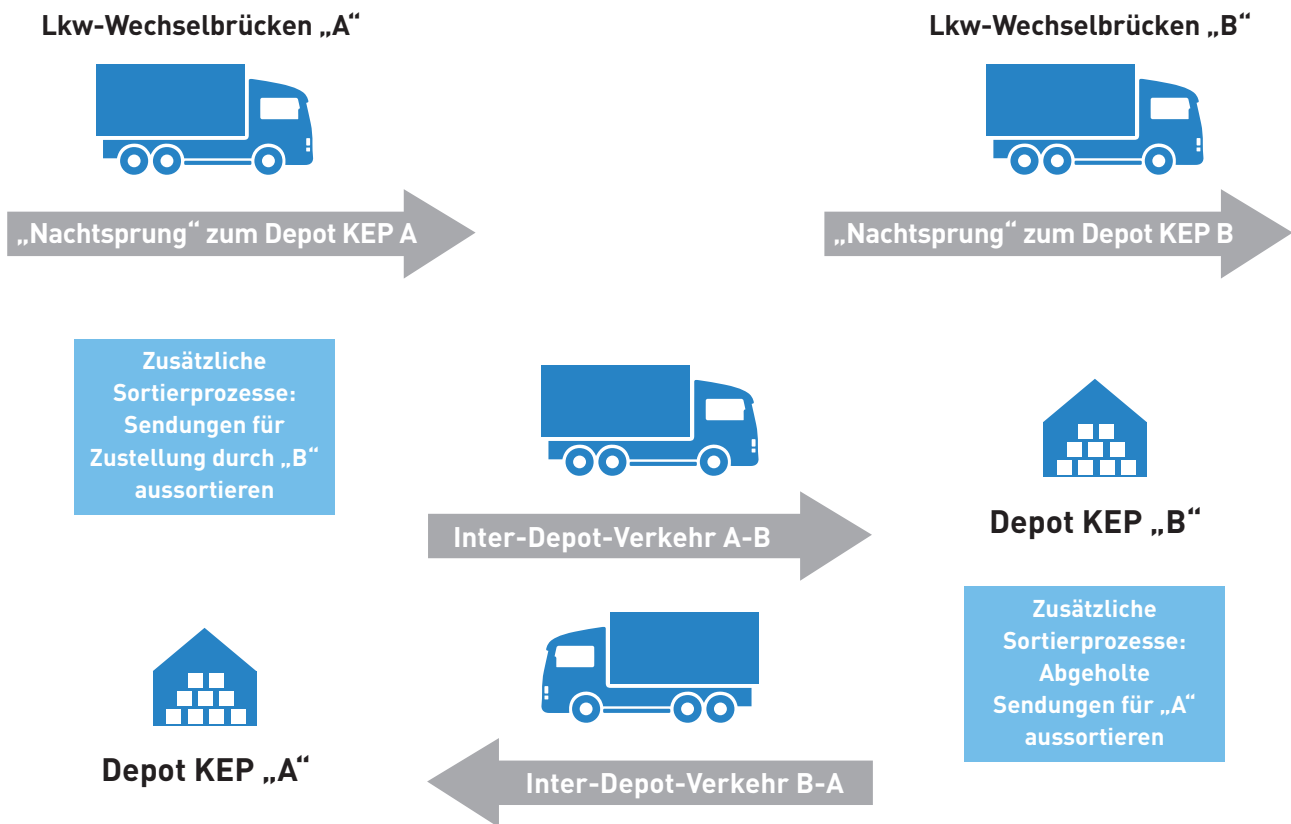 Lkw-Wechselbrücken „A“
Lkw-Wechselbrücken „B“
„Nachtsprung“ zum Depot KEP A
„Nachtsprung“ zum Depot KEP B
Zusätzliche
Sortierprozesse:
Sendungen für
Zustellung durch „B“
aussortieren
Inter-Depot-Verkehr A-B
Depot KEP „B“
Zusätzliche
Sortierprozesse:
Abgeholte
Sendungen für „A“
aussortieren
Depot KEP „A“
Inter-Depot-Verkehr B-A